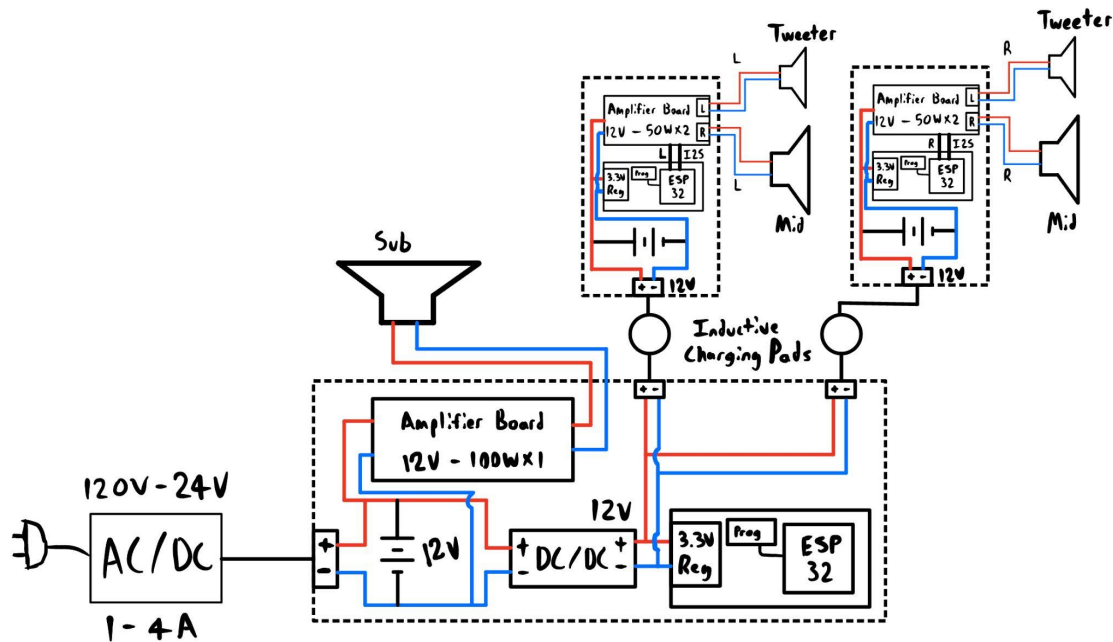 Tweeter
L
Amplifier Board
L
12V - 50W x 2
R
L
I2S
3.3V
Reg
Prog
ESP
32
L
Mid
12V
Tweeter
R
Amplifier Board
L
12V - 50W x 2
R
R
I2S
3.3V
Reg
Prog
ESP
32
R
Mid
12V
+ -
+ -
Sub
Inductive
Charging Pads
+ -
+ -
Amplifier Board
12V - 100W x 1
120V - 24V
AC/DC
1 - 4A
+
-
12V
12V
+
-
DC/DC
+
-
3.3V
Reg
Prog
ESP
32